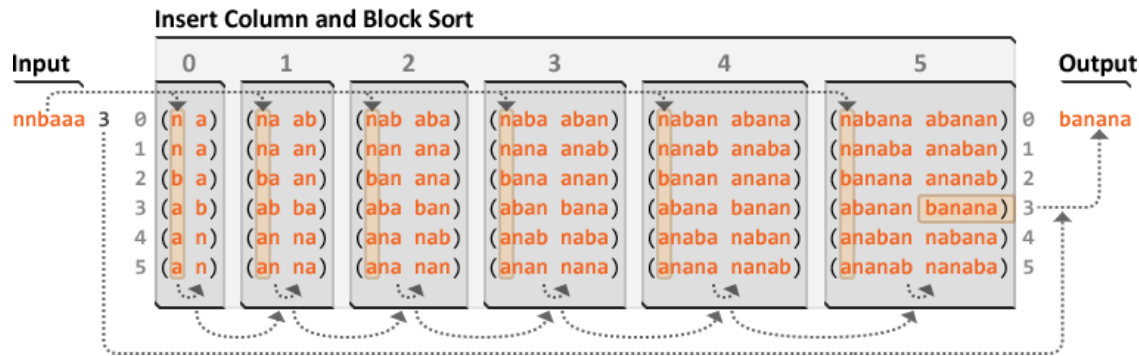 Insert Column and Block Sort
Input 0 1 2 3 4 5 Output
nnbaaa 3 0 (n a) (na ab) (nab aba) (naba aban) (naban abana) (nabana abanan) 0 banana
1 (n a) (na an) (nan ana) (nana anab) (nanab anaba) (nanaba anaban) 1
2 (b a) (ba an) (ban ana) (bana anan) (banan anana) (banana ananab) 2
3 (a b) (ab ba) (aba ban) (aban bana) (abana banan) (abanan banana) 3
4 (a n) (an na) (ana nab) (anab naba) (anaba naban) (anaban nabana) 4
5 (a n) (an na) (ana nan) (anan nana) (anana nanab) (ananab nanaba) 5